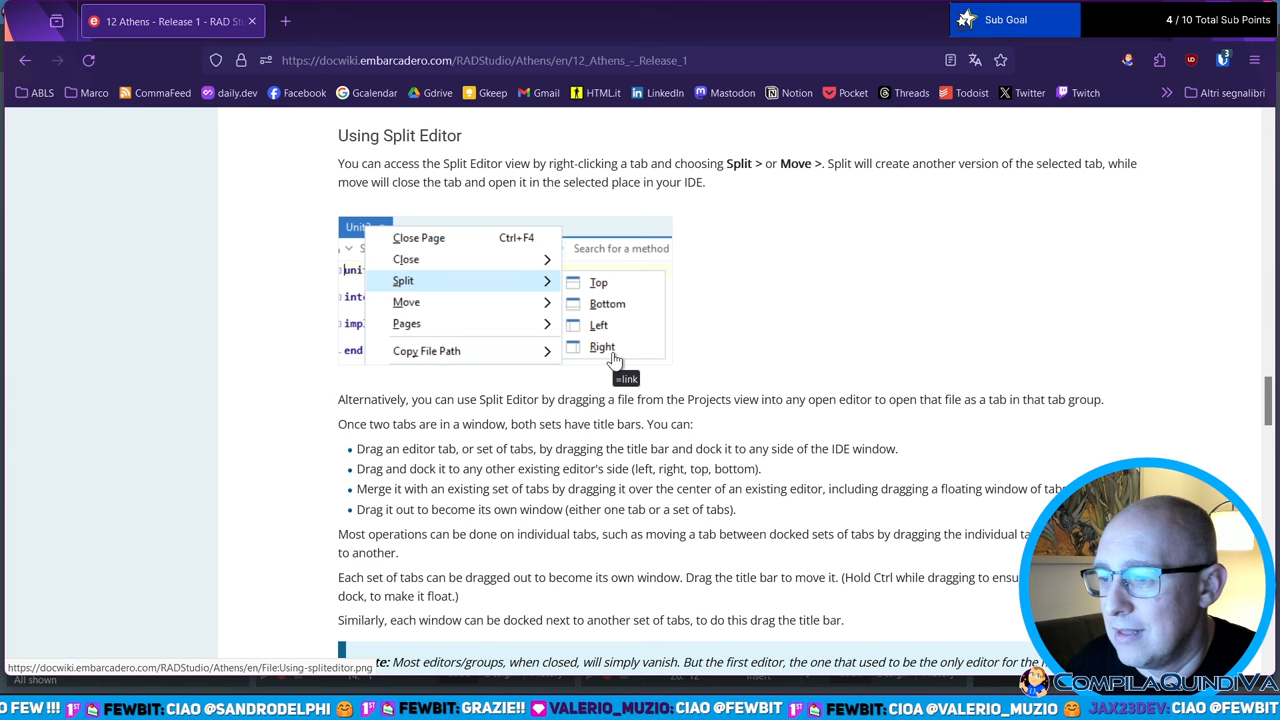 12 Athens - Release 1 - RAD St
Sub Goal
4 / 10 Total Sub Points
https://docwiki.embarcadero.com/RADStudio/Athens/en/12_Athens_-_Release_1
3
ABLS
Marco
CommaFeed
daily.dev
Facebook
Gcalendar
Gdrive
Gkeep
Gmail
HTML.it
LinkedIn
Mastodon
Notion
Pocket
Threads
Todoist
Twitter
Twitch
Altri segnalibri
Using Split Editor
You can access the Split Editor view by right-clicking a tab and choosing Split > or Move >. Split will create another version of the selected tab, while
move will close the tab and open it in the selected place in your IDE.
Close Page Ctrl+F4
Search for a method
Close
Split
Top
Move
Bottom
Pages
Left
end
Copy File Path
Right
=link
Alternatively, you can use Split Editor by dragging a file from the Projects view into any open editor to open that file as a tab in that tab group.
Once two tabs are in a window, both sets have title bars. You can:
Drag an editor tab, or set of tabs, by dragging the title bar and dock it to any side of the IDE window.
Drag and dock it to any other existing editor's side (left, right, top, bottom).
Merge it with an existing set of tabs by dragging it over the center of an existing editor, including dragging a floating window of tabs
Drag it out to become its own window (either one tab or a set of tabs).
Most operations can be done on individual tabs, such as moving a tab between docked sets of tabs by dragging the individual
to another.
Each set of tabs can be dragged out to become its own window. Drag the title bar to move it. (Hold Ctrl while dragging to
dock, to make it float.)
Similarly, each window can be docked next to another set of tabs, to do this drag the title bar.
Most editors/groups, when closed, will simply vanish. But the first editor, the one that used to be the only editor for the
https://docwiki.embarcadero.com/RADStudio/Athens/en/File:Using-spliteditor.png
All shown
CompilaQuindiVa
FEW !!! 1st FEWBIT: CIAO @SANDRODELPHI 1st FEWBIT: GRAZIE!! VALERIO_MUZIO: CIAO @FEWBIT 1st FEWBIT: CIOA @VALERIO_MUZIO JAX23DEV: CIAO @FEWBIT